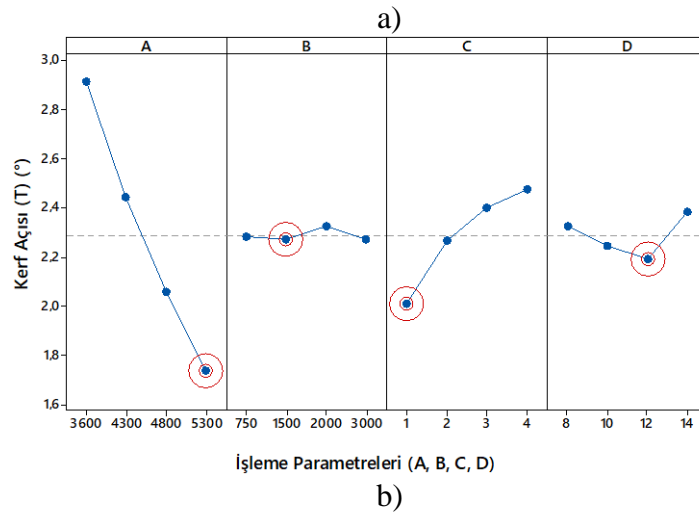 a)
A B C D
3,0
2,8
2,6
2,4
2,2
2,0
1,8
1,6
Kerf Açısı (T) (°)
3600 4300 4800 5300 750 1500 2000 3000 1 2 3 4 8 10 12 14
İşleme Parametreleri (A, B, C, D)
b)